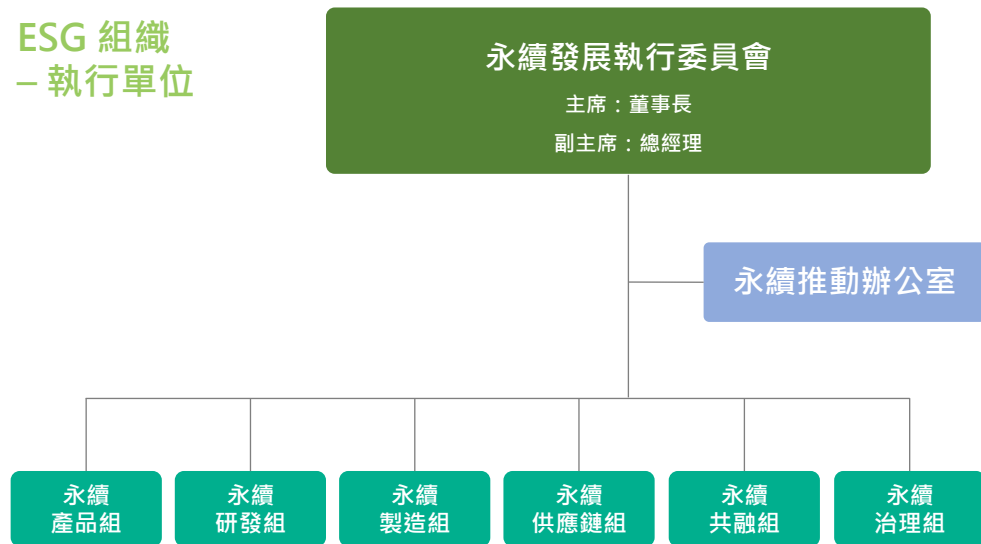 ESG 組織
– 執行單位
永續發展執行委員會
主席：董事長
副主席：總經理
永續推動辦公室
永續
產品組
永續
研發組
永續
製造組
永續
供應鏈組
永續
共融組
永續
治理組